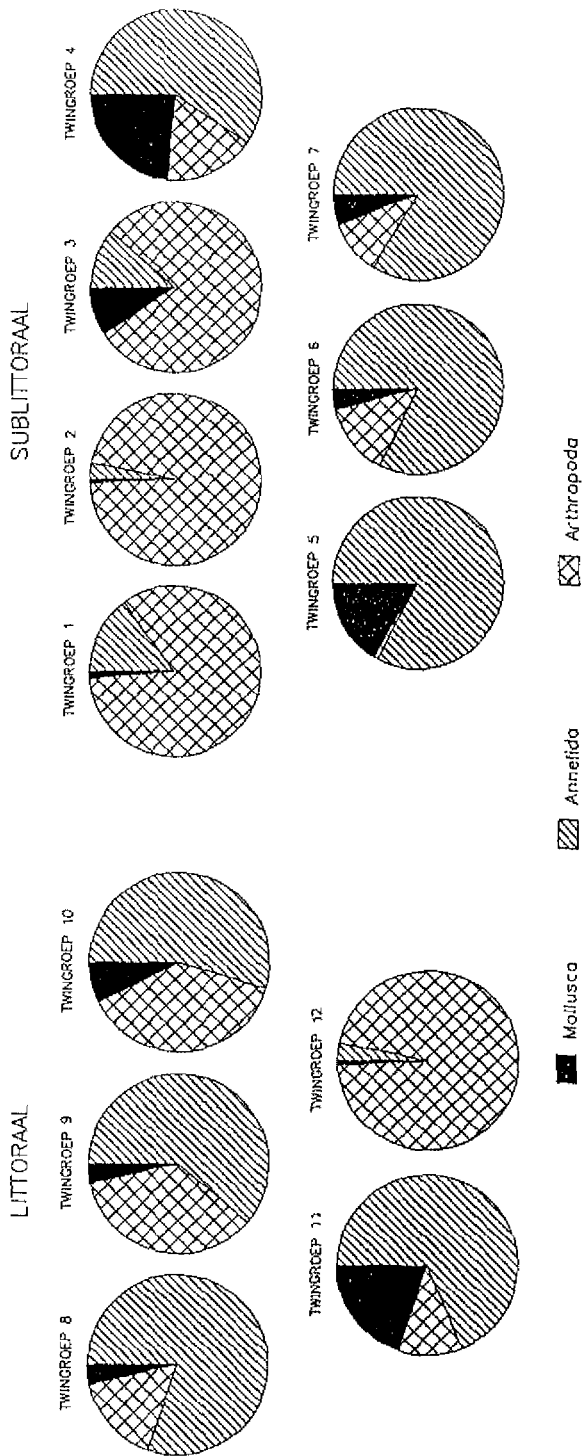 LITTORAAL
TWINGROEP 8
TWINGROEP 9
TWINGROEP 10
TWINGROEP 11
TWINGROEP 12
SUBLITTORAAL
TWINGROEP 1
TWINGROEP 2
TWINGROEP 3
TWINGROEP 4
TWINGROEP 5
TWINGROEP 6
TWINGROEP 7
Mollusca
Annelida
Arthropoda